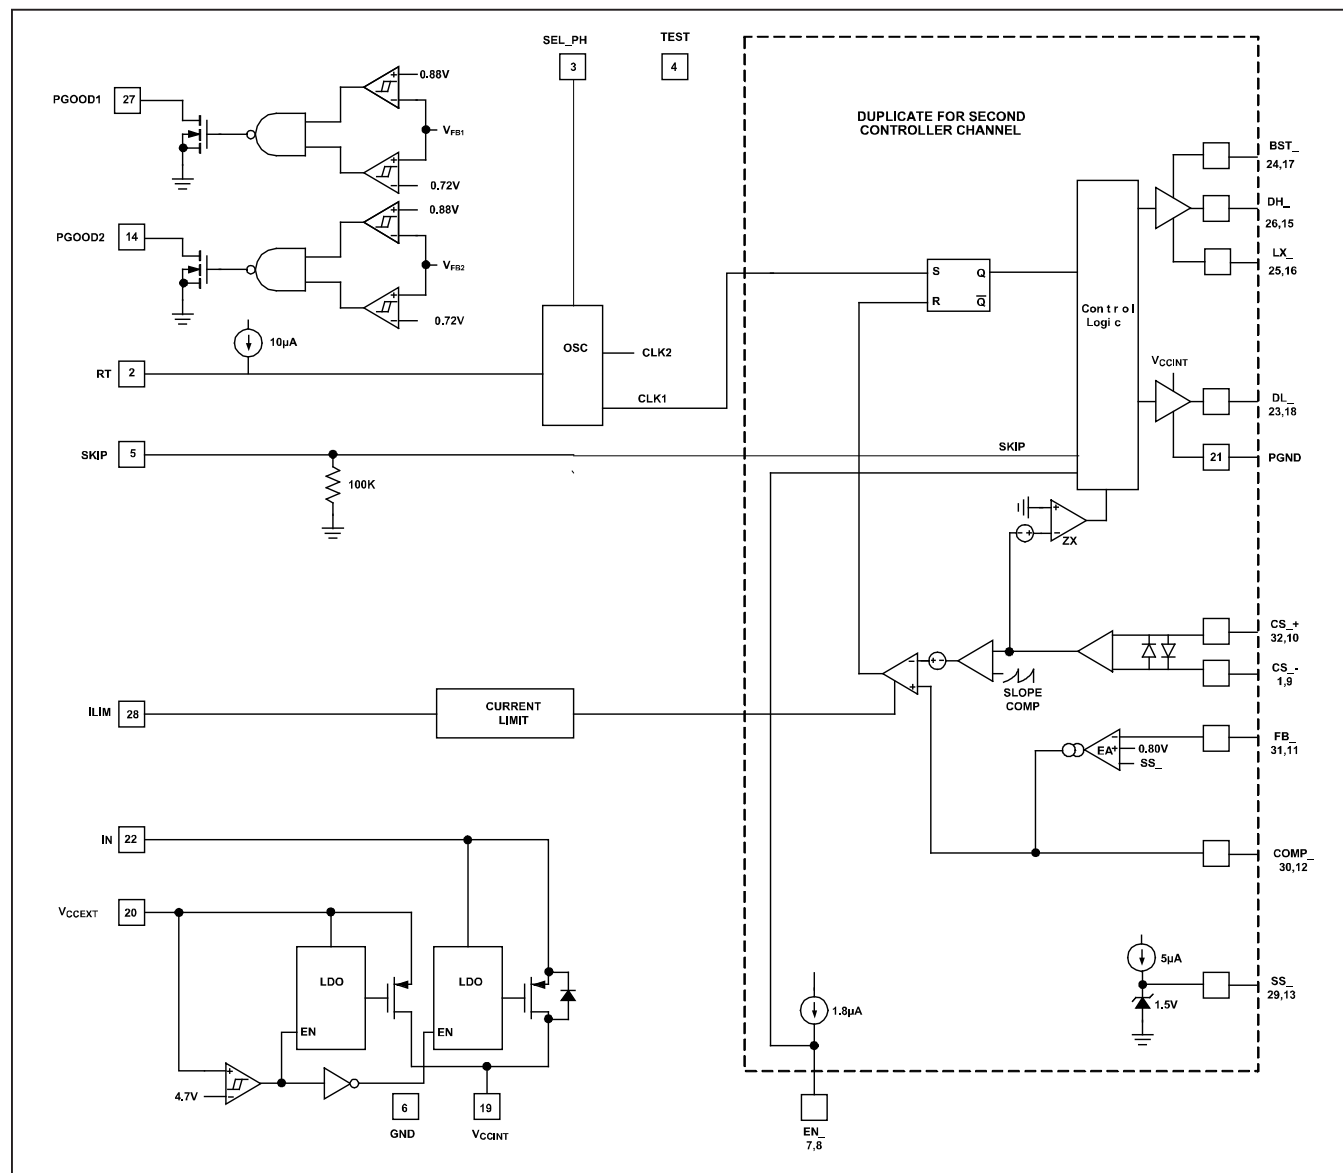 SEL_PH
3
TEST
4
PGOOD1
27
+
0.88V
-
VFB1
+
-
0.72V
PGOOD2
14
+
0.88V
-
VFB2
+
-
0.72V
10µA
RT
2
OSC
CLK2
CLK1
SKIP
5
100K
DUPLICATE FOR SECOND
CONTROLLER CHANNEL
S
Q
R
Q
Control
Logic
SKIP
BST_
24,17
DH_
26,15
LX_
25,16
VCCINT
DL_
23,18
21
PGND
+
-
- +
ZX
CS_+
32,10
CS_-
1,9
-
+
+ -
SLOPE
COMP
ILIM
28
CURRENT
LIMIT
-
EA+
0.80V
SS_
FB_
31,11
COMP_
30,12
IN
22
VCCEXT
20
LDO
EN
LDO
EN
+
-
4.7V
6
GND
19
VCCINT
1.8µA
EN_
7,8
5µA
1.5V
SS_
29,13